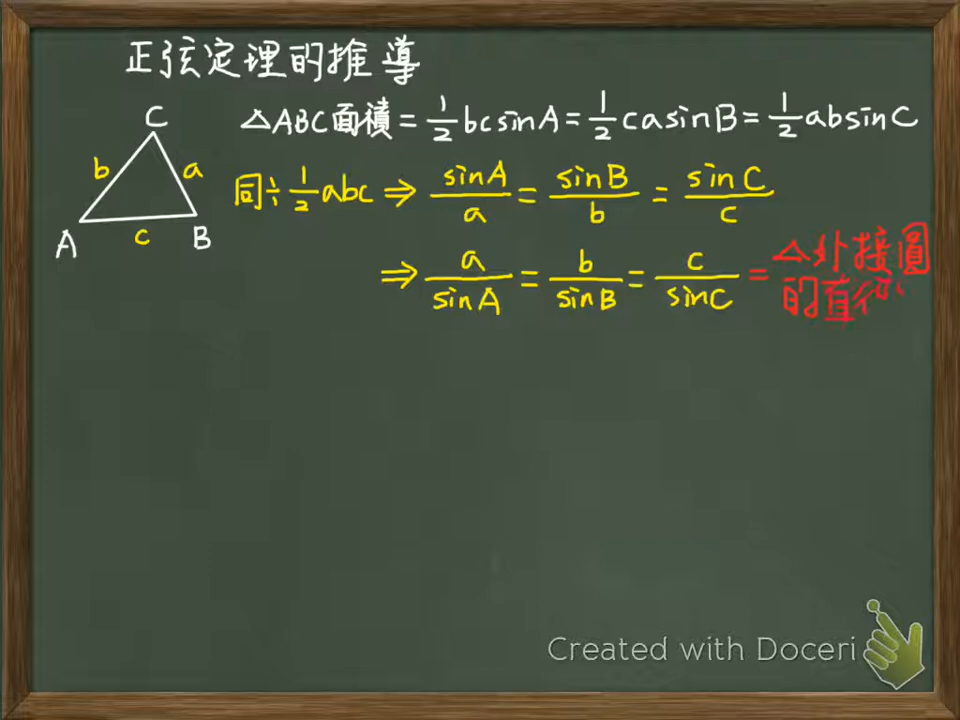 正弦定理的推導
△ABC面積 = 1/2 bcsinA = 1/2 casinB = 1/2 absinC
C
b
a
A
c
B
同÷ 1/2 abc ⇒ sinA/a = sinB/b = sinC/c
⇒ a/sinA = b/sinB = c/sinC = △外接圓
的直徑
Created with Doceri